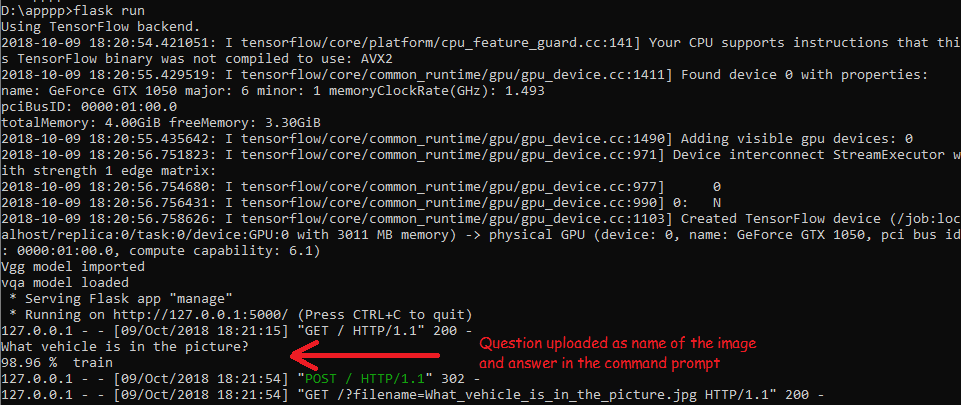 D:\apppp>flask run
Using TensorFlow backend.
2018-10-09 18:20:54.421051: I tensorflow/core/platform/cpu_feature_guard.cc:141] Your CPU supports instructions that thi
s TensorFlow binary was not compiled to use: AVX2
2018-10-09 18:20:55.429519: I tensorflow/core/common_runtime/gpu/gpu_device.cc:1411] Found device 0 with properties:
name: GeForce GTX 1050 major: 6 minor: 1 memoryClockRate(GHz): 1.493
pciBusID: 0000:01:00.0
totalMemory: 4.00GiB freeMemory: 3.30GiB
2018-10-09 18:20:55.435642: I tensorflow/core/common_runtime/gpu/gpu_device.cc:1490] Adding visible gpu devices: 0
2018-10-09 18:20:56.751823: I tensorflow/core/common_runtime/gpu/gpu_device.cc:971] Device interconnect StreamExecutor w
ith strength 1 edge matrix:
2018-10-09 18:20:56.754680: I tensorflow/core/common_runtime/gpu/gpu_device.cc:977]      0
2018-10-09 18:20:56.756431: I tensorflow/core/common_runtime/gpu/gpu_device.cc:990] 0:   N
2018-10-09 18:20:56.758626: I tensorflow/core/common_runtime/gpu/gpu_device.cc:1103] Created TensorFlow device (/job:loc
alhost/replica:0/task:0/device:GPU:0 with 3011 MB memory) -> physical GPU (device: 0, name: GeForce GTX 1050, pci bus id
: 0000:01:00.0, compute capability: 6.1)
Vgg model imported
vqa model loaded
 * Serving Flask app "manage"
 * Running on http://127.0.0.1:5000/ (Press CTRL+C to quit)
127.0.0.1 - - [09/Oct/2018 18:21:15] "GET / HTTP/1.1" 200 -
What vehicle is in the picture?
98.96 %  train
Question uploaded as name of the image
and answer in the command prompt
127.0.0.1 - - [09/Oct/2018 18:21:54] "POST / HTTP/1.1" 302 -
127.0.0.1 - - [09/Oct/2018 18:21:54] "GET /?filename=What_vehicle_is_in_the_picture.jpg HTTP/1.1" 200 -